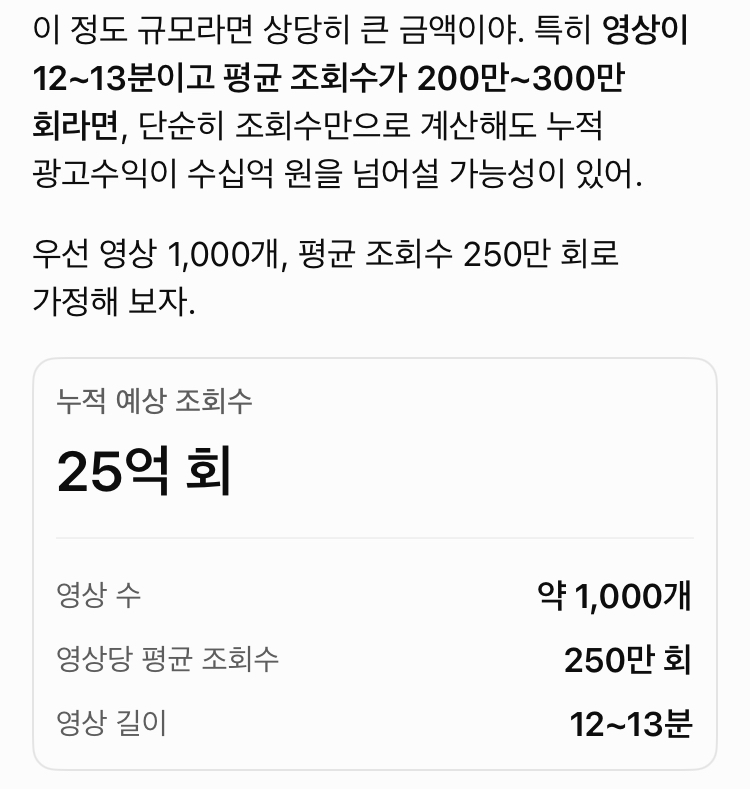 이 정도 규모라면 상당히 큰 금액이야. 특히 영상이
12~13분이고 평균 조회수가 200만~300만
회라면, 단순히 조회수만으로 계산해도 누적
광고수익이 수십억 원을 넘어설 가능성이 있어.
우선 영상 1,000개, 평균 조회수 250만 회로
가정해 보자.
누적 예상 조회수
25억 회
영상 수 약 1,000개
영상당 평균 조회수 250만 회
영상 길이 12~13분